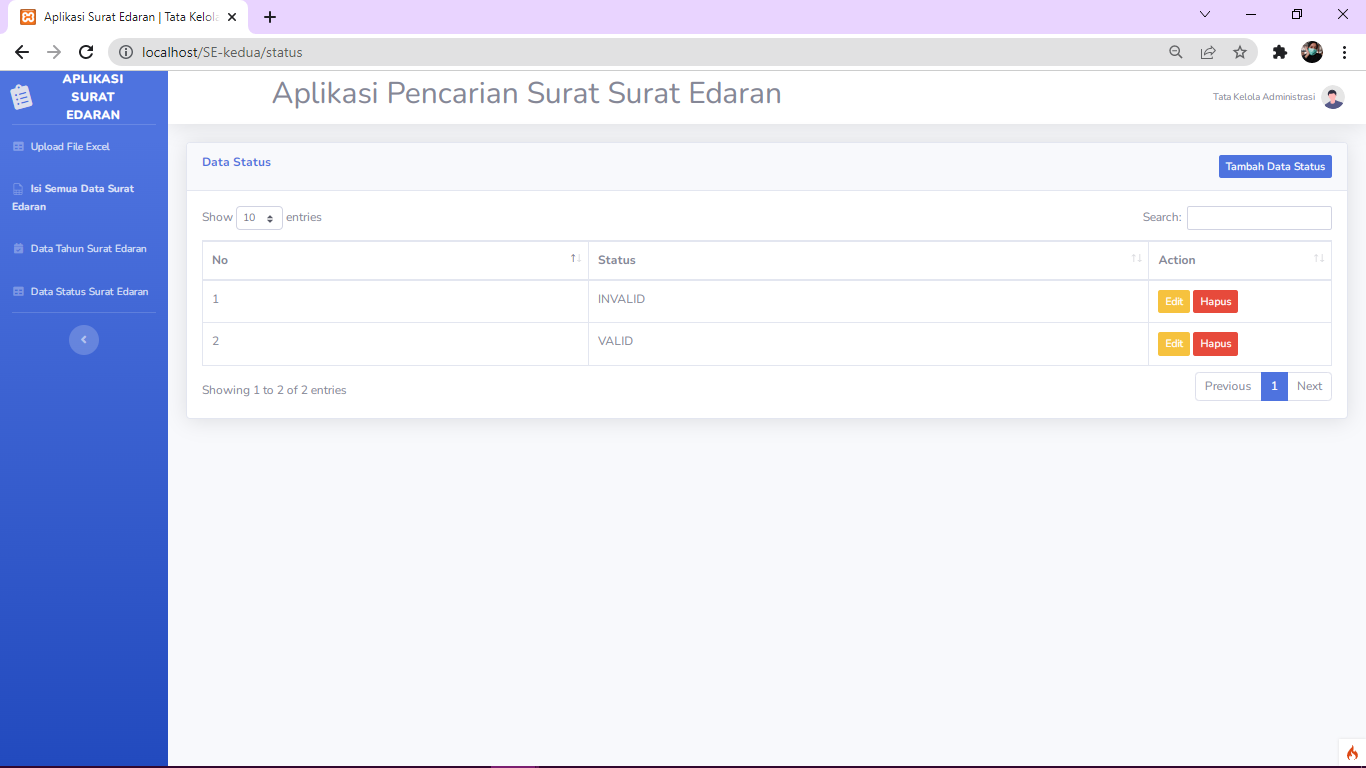 Aplikasi Surat Edaran | Tata Kelola
localhost/SE-kedua/status
APLIKASI
SURAT
EDARAN
Upload File Excel
Isi Semua Data Surat
Edaran
Data Tahun Surat Edaran
Data Status Surat Edaran
Aplikasi Pencarian Surat Surat Edaran
Tata Kelola Administrasi
Data Status
Tambah Data Status
Show 10 entries
Search:
No Status Action
1 INVALID Edit Hapus
2 VALID Edit Hapus
Showing 1 to 2 of 2 entries
Previous 1 Next